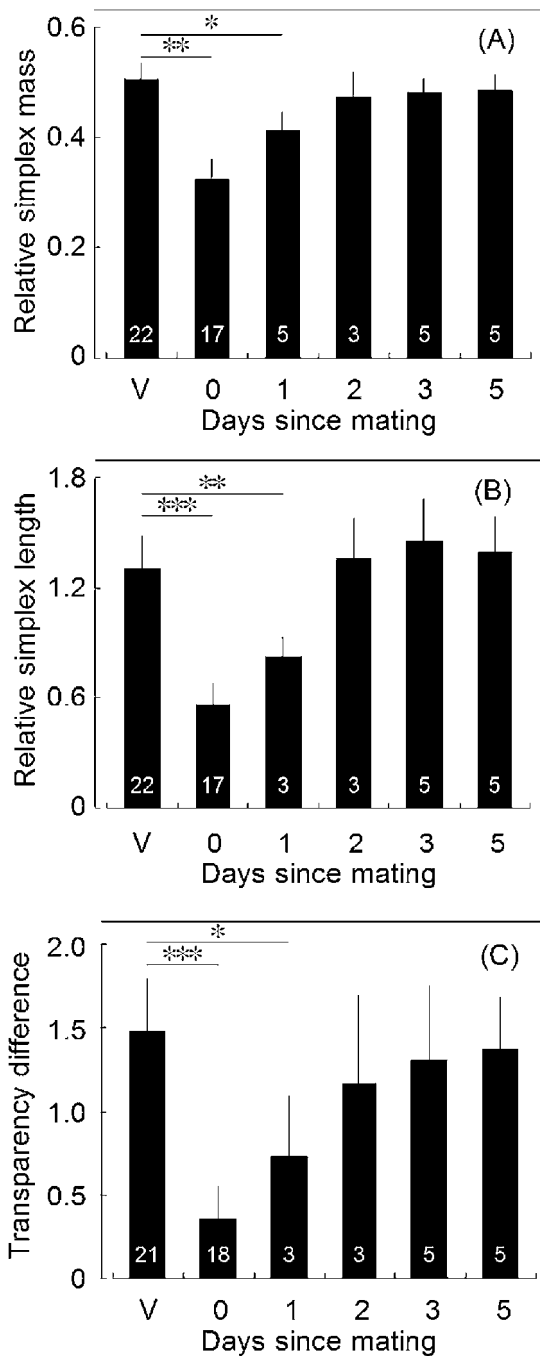 (A)
Relative simplex mass
0.6
0.4
0.2
0
*
**
22 17 5 3 5 5
V 0 1 2 3 5
Days since mating
(B)
Relative simplex length
1.8
1.2
0.6
0
**
***
22 17 3 3 5 5
V 0 1 2 3 5
Days since mating
(C)
Transparency difference
2.0
1.5
1.0
0.5
0
*
***
21 18 3 3 5 5
V 0 1 2 3 5
Days since mating